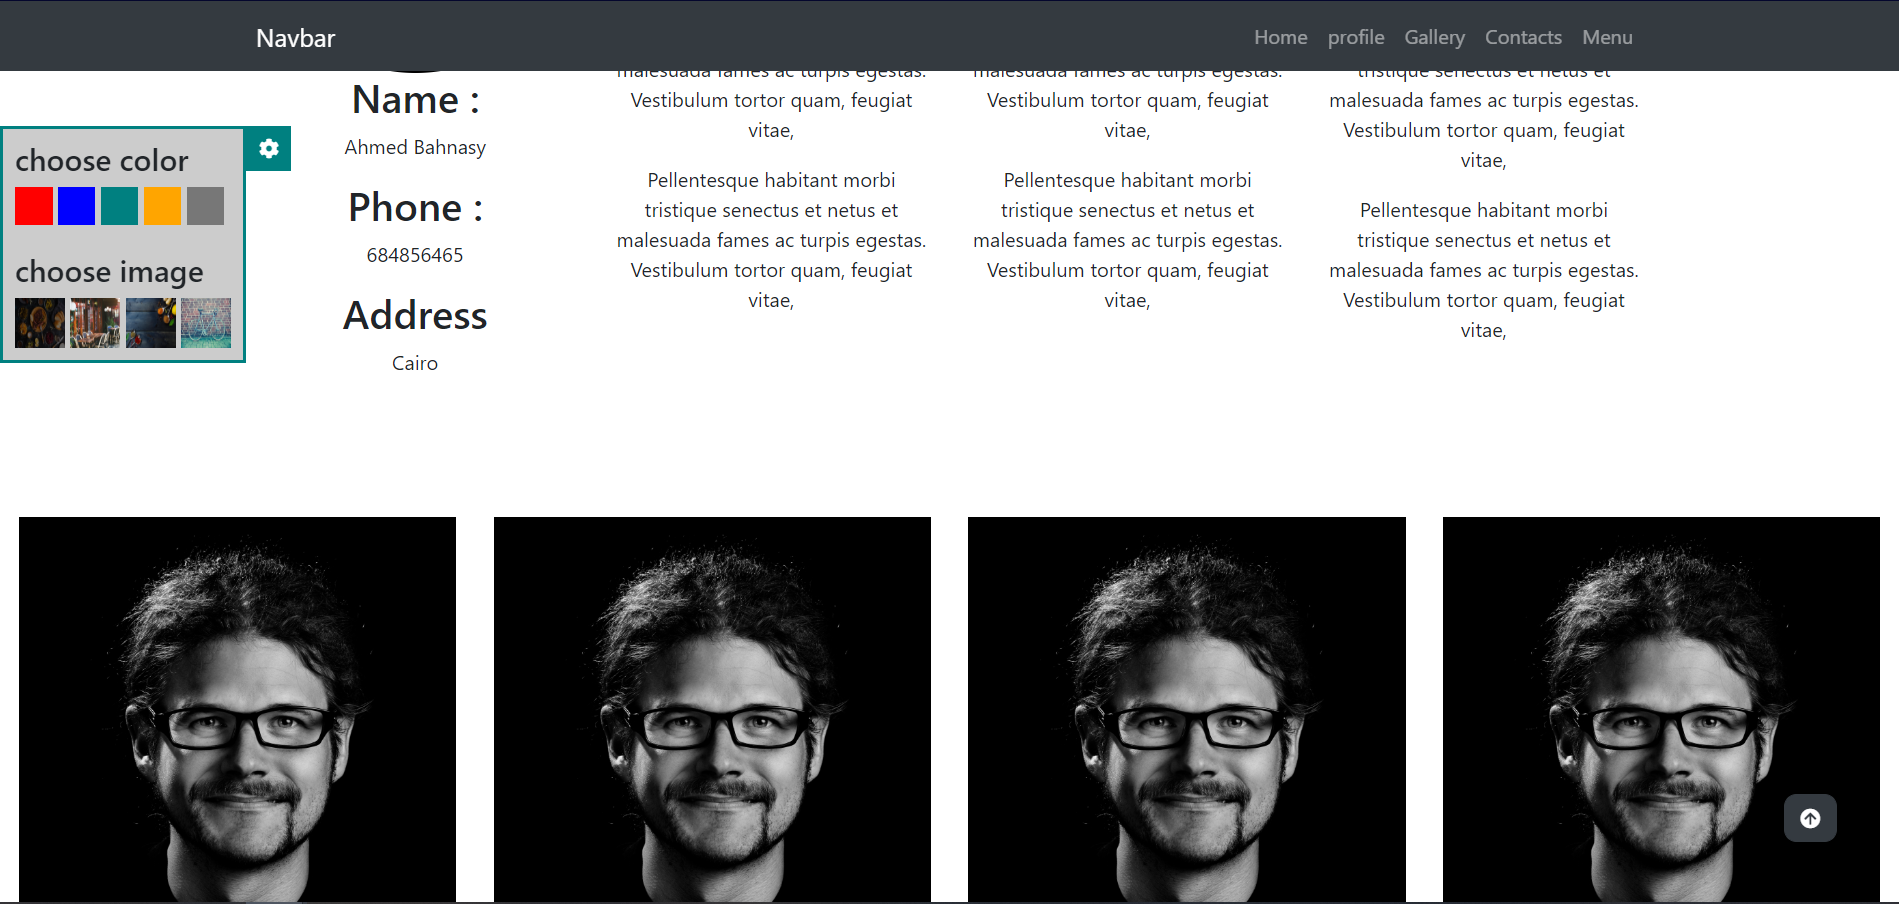 Navbar
Home profile Gallery Contacts Menu
choose color
choose image
Name :
Ahmed Bahnasy
Phone :
684856465
Address
Cairo
malesuada fames ac turpis egestas.
Vestibulum tortor quam, feugiat
vitae,
Pellentesque habitant morbi
tristique senectus et netus et
malesuada fames ac turpis egestas.
Vestibulum tortor quam, feugiat
vitae,
malesuada fames ac turpis egestas.
Vestibulum tortor quam, feugiat
vitae,
Pellentesque habitant morbi
tristique senectus et netus et
malesuada fames ac turpis egestas.
Vestibulum tortor quam, feugiat
vitae,
tristique senectus et netus et
malesuada fames ac turpis egestas.
Vestibulum tortor quam, feugiat
vitae,
Pellentesque habitant morbi
tristique senectus et netus et
malesuada fames ac turpis egestas.
Vestibulum tortor quam, feugiat
vitae,